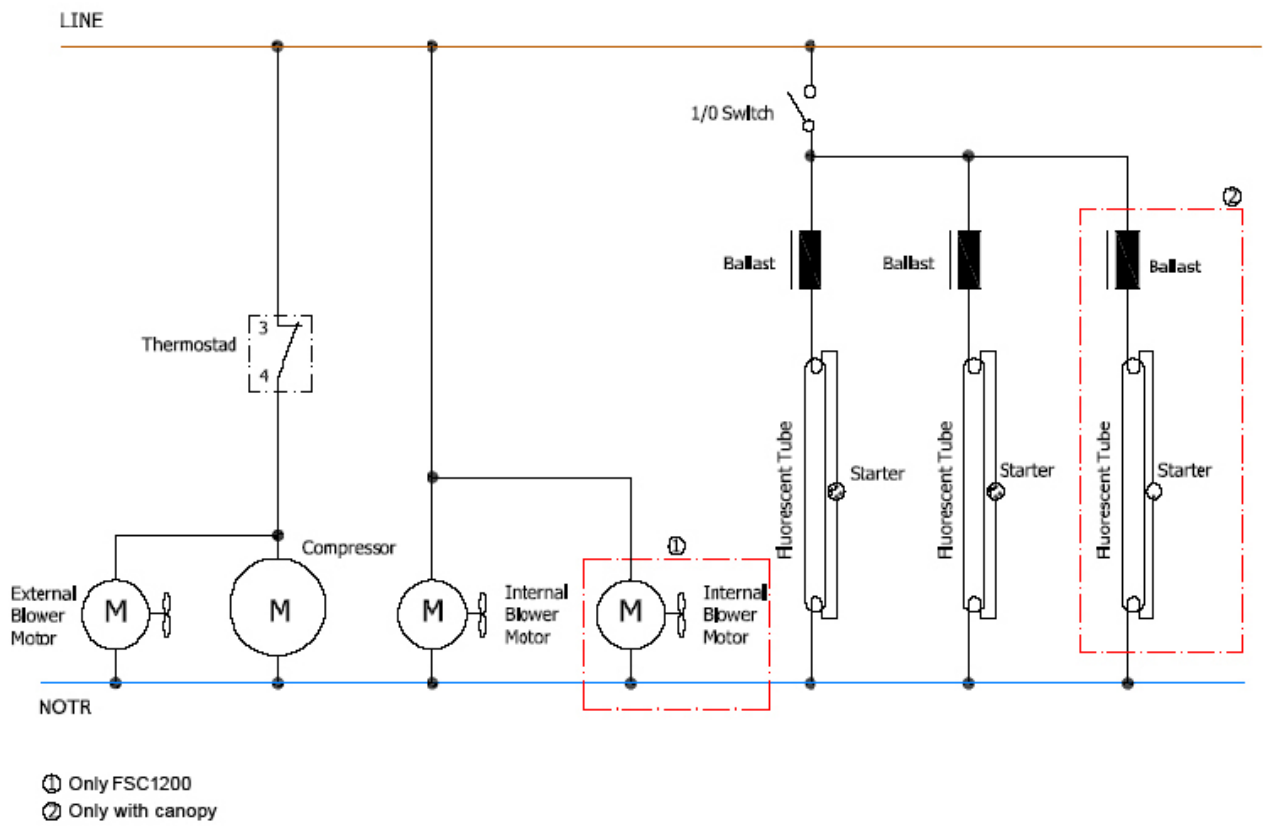 LINE
1/0 Switch
②
Ballast
Ballast
Ballast
3
Thermostad
4
Fluorescent Tube
Starter
Fluorescent Tube
Starter
Fluorescent Tube
Starter
①
Compressor
External
Blower
Motor
M
M
M
Internal
Blower
Motor
M
Internal
Blower
Motor
NOTR
① Only FSC1200
② Only with canopy